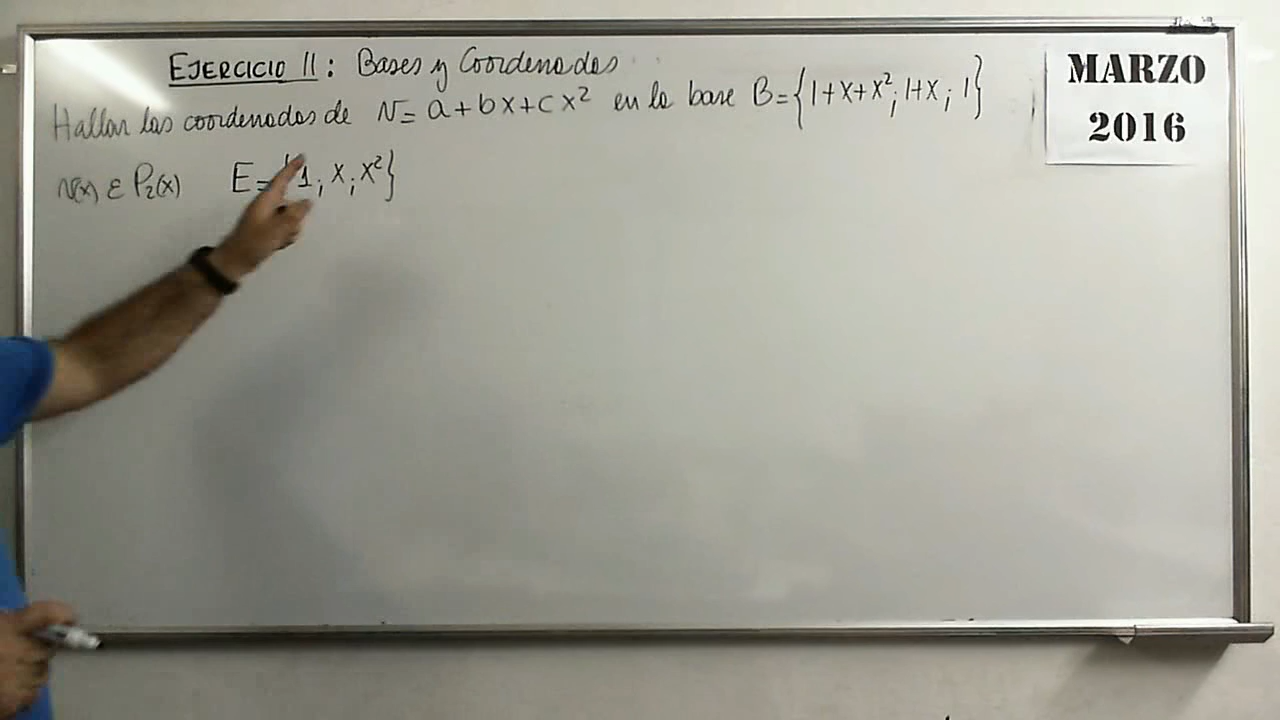 EJERCICIO 11: Bases y Coordenadas
Hallar las coordenadas de v = a + bx + cx² en la base B = {1+x+x²; 1+x; 1}
v(x) ε P₂(x) E = {1; x; x²}
MARZO
2016